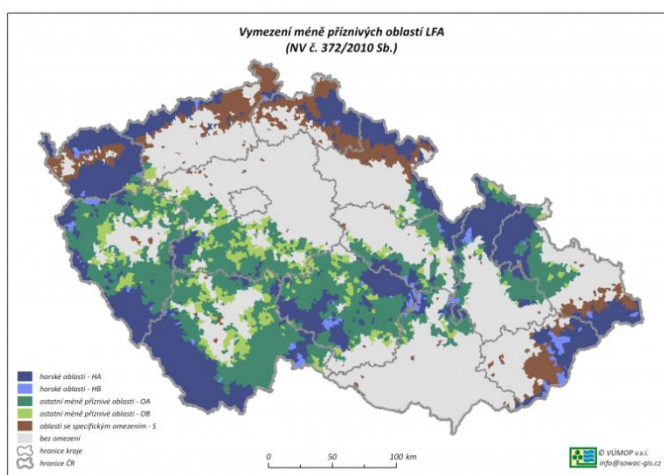 Vymezení méně příznivých oblastí LFA
(NV č. 372/2010 Sb.)
horské oblasti - HA
horské oblasti - HB
ostatní méně příznivé oblasti - OA
ostatní méně příznivé oblasti - OB
oblasti se specifickým omezením - S
bez omezení
hranice kraje
hranice ČR
0 50 100 km
© VÚMOP v.v.i.
info@sowac-gis.cz